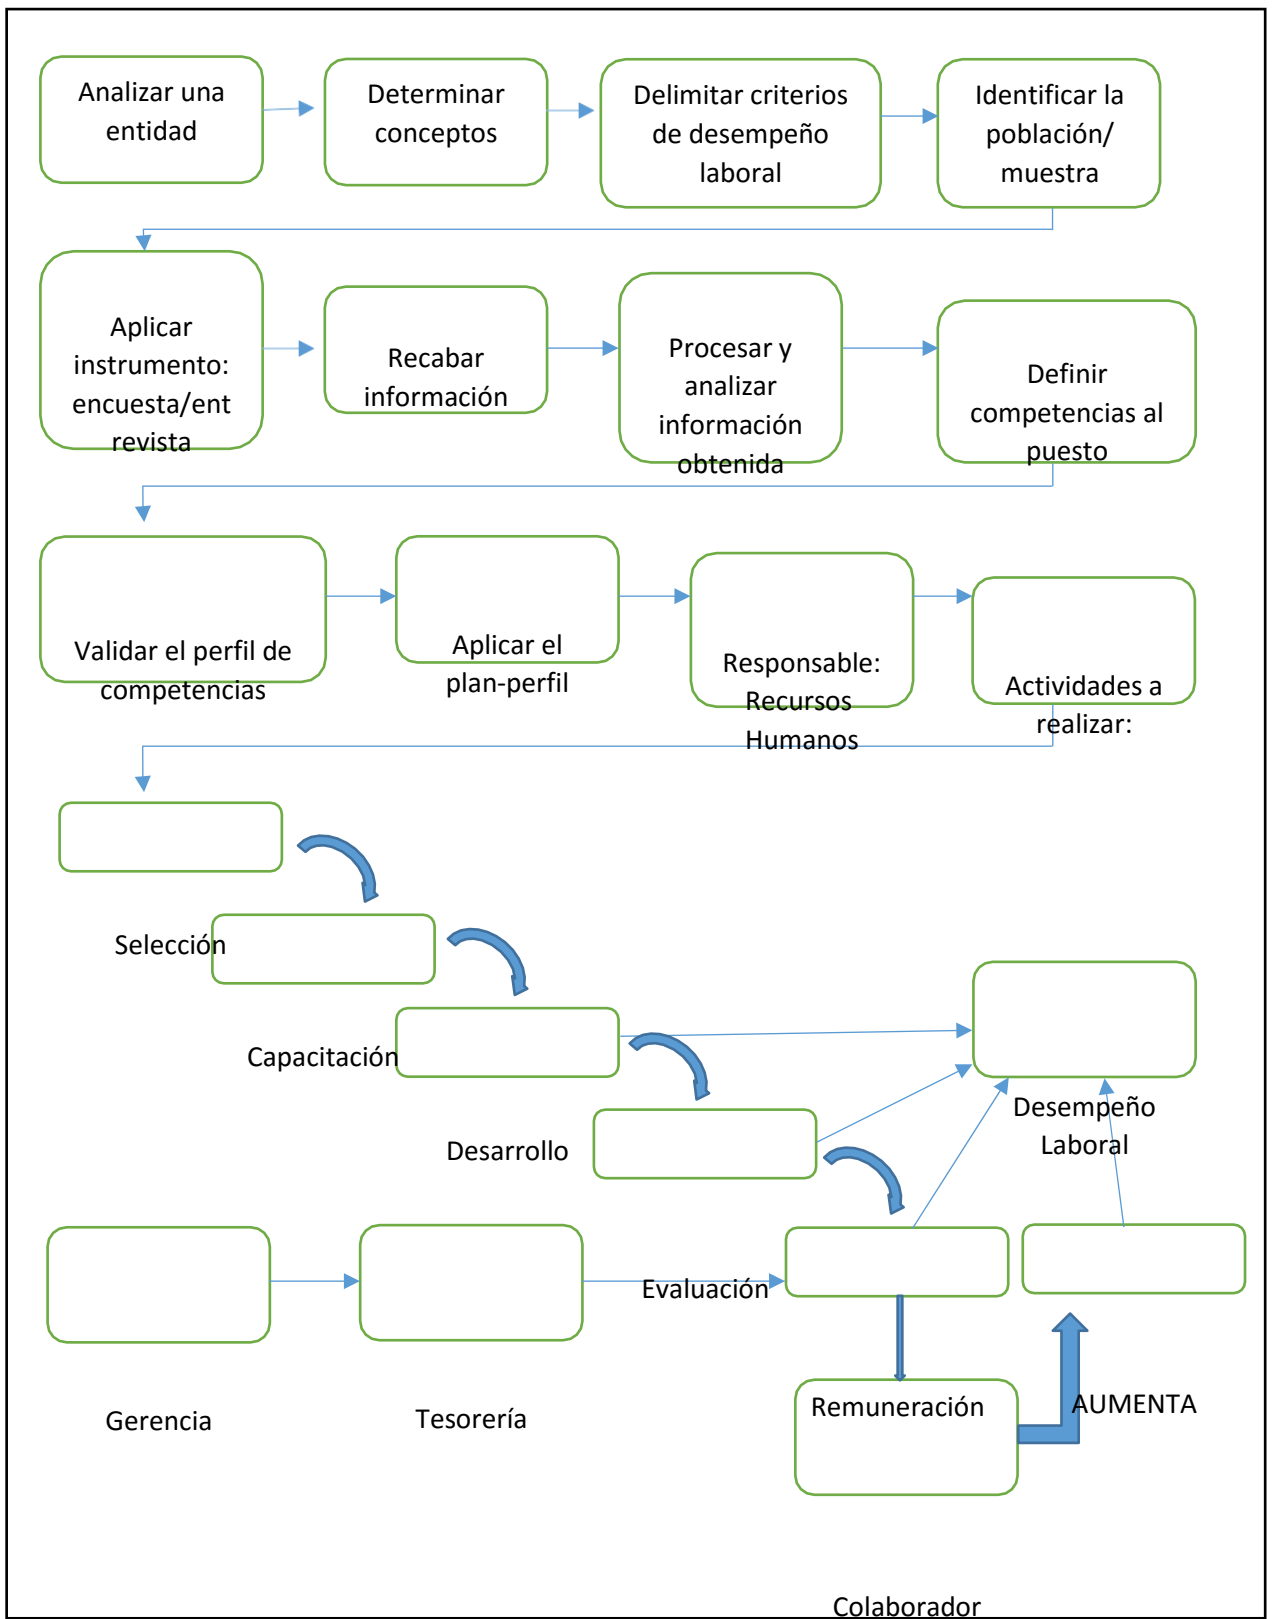 Analizar una
entidad
Determinar
conceptos
Delimitar criterios
de desempeño
laboral
Identificar la
población/
muestra
Aplicar
instrumento:
encuesta/ent
revista
Recabar
información
Procesar y
analizar
información
obtenida
Definir
competencias al
puesto
Validar el perfil de
competencias
Aplicar el
plan-perfil
Responsable:
Recursos
Humanos
Actividades a
realizar:
Selección
Capacitación
Desarrollo
Desempeño
Laboral
Evaluación
Gerencia
Tesorería
Remuneración
AUMENTA
Colaborador